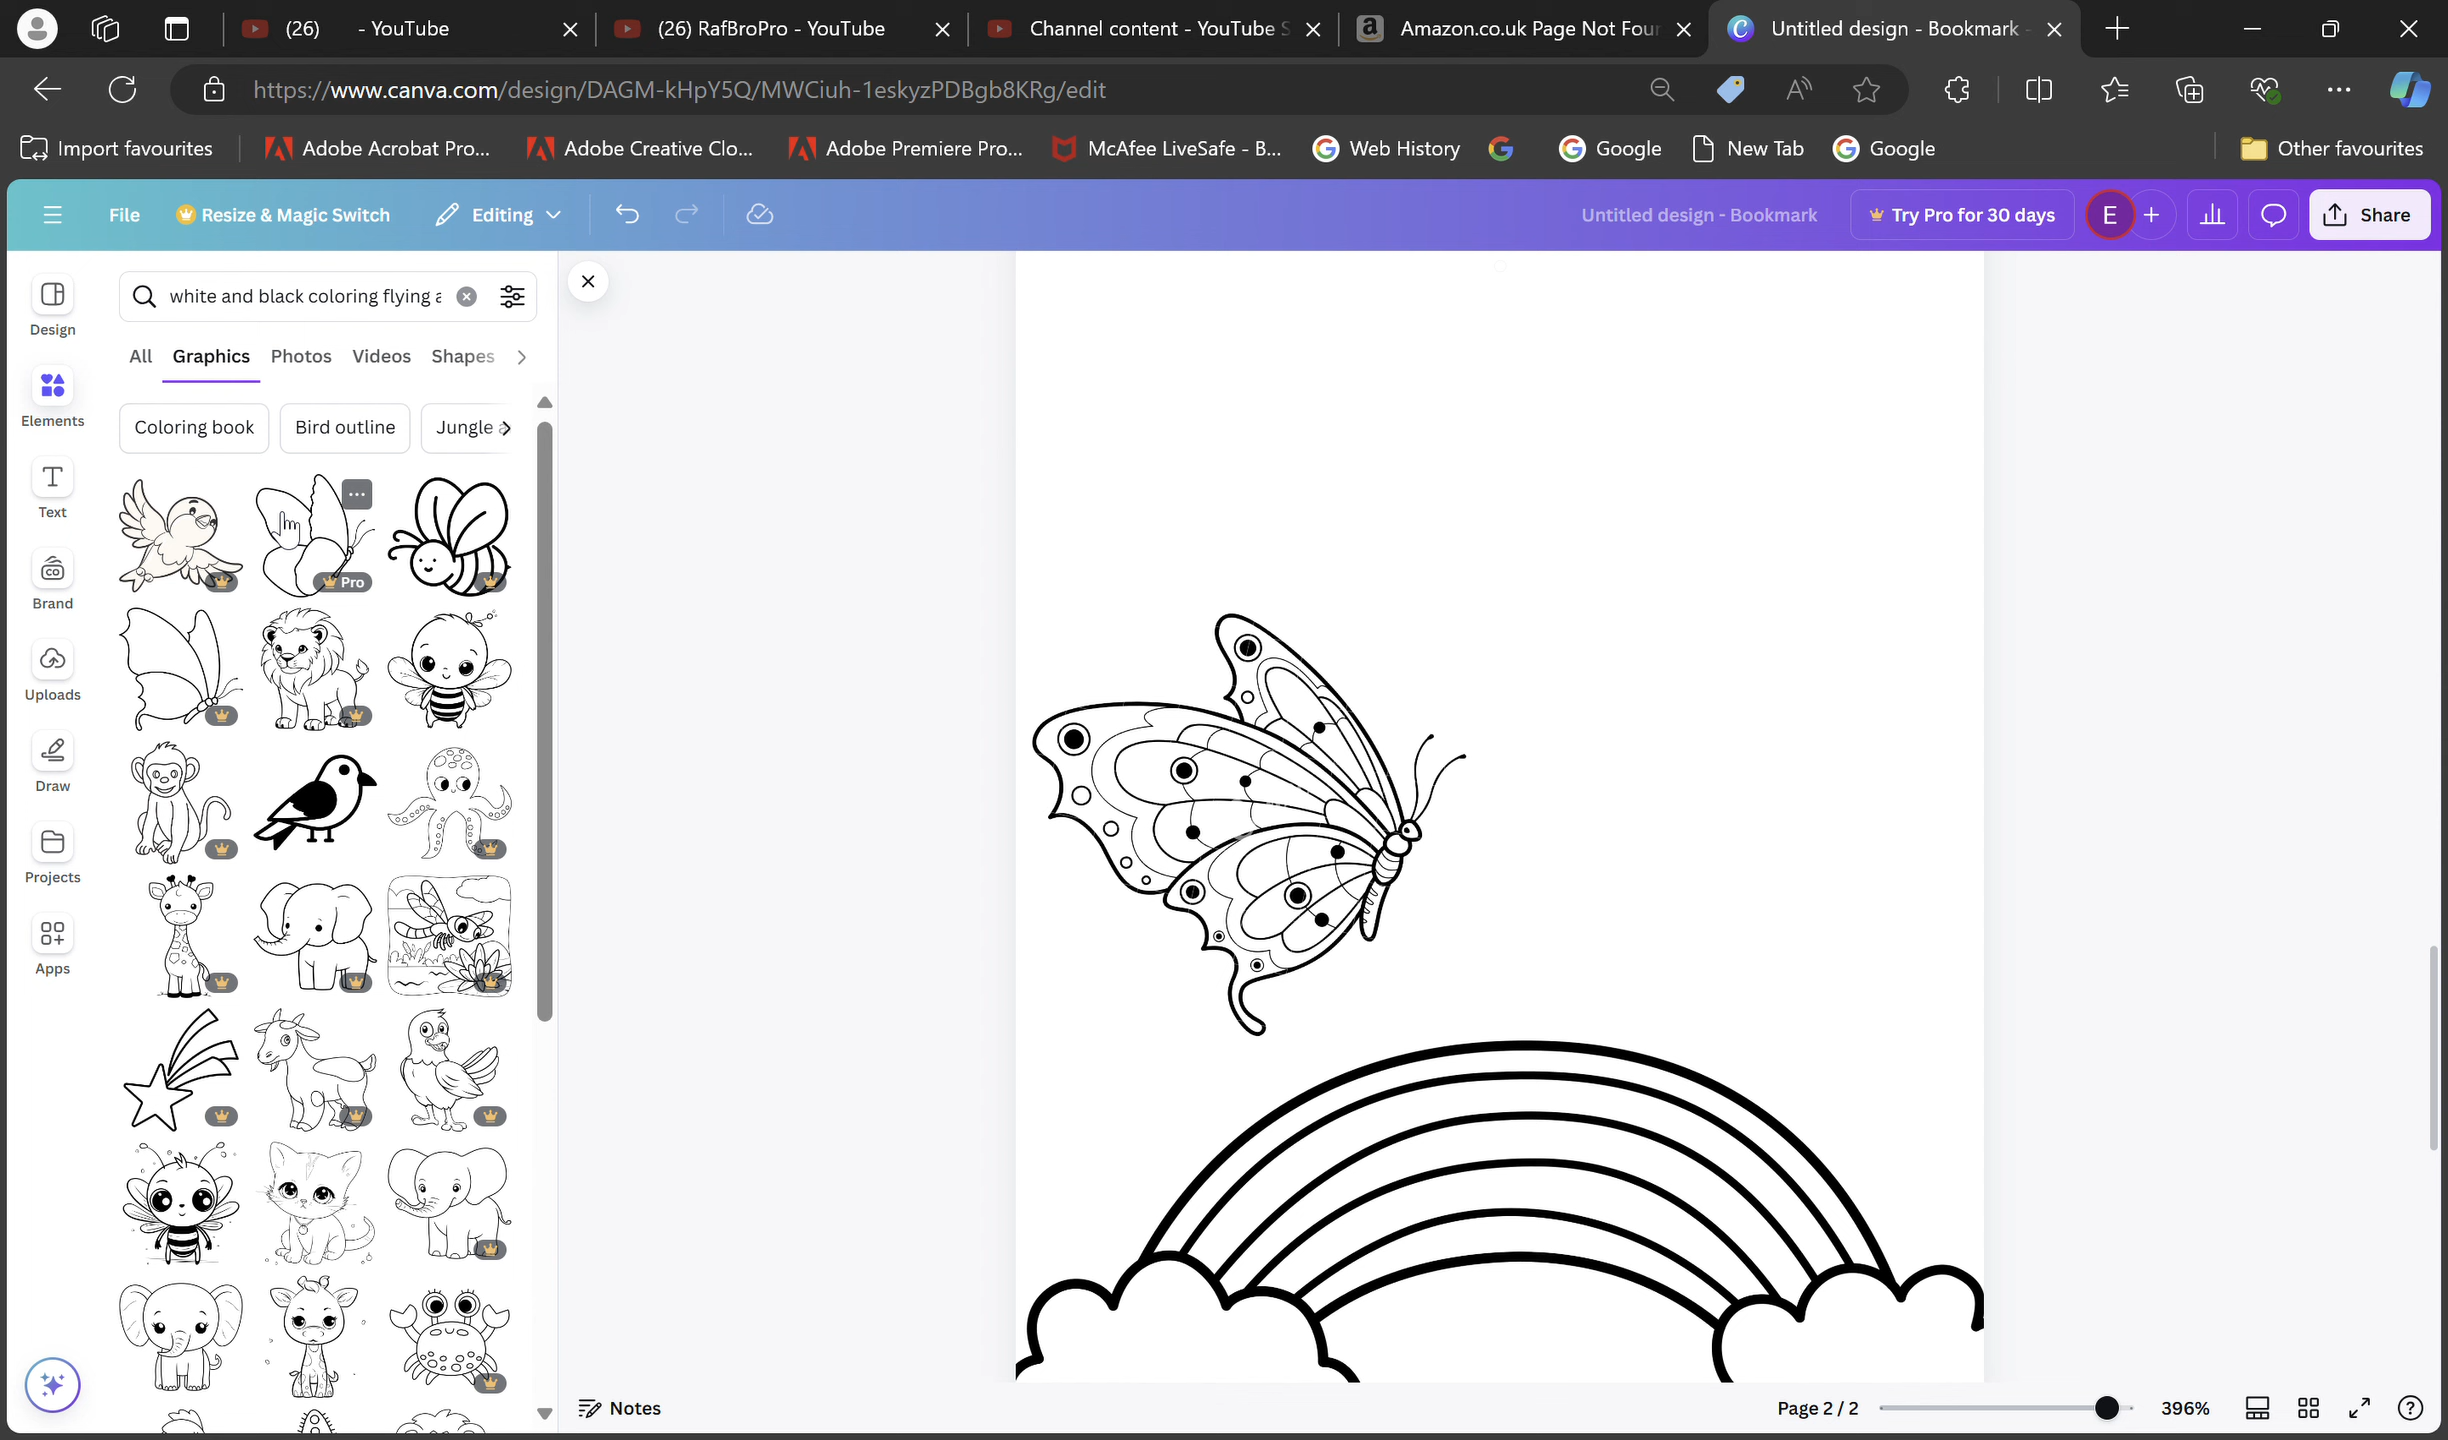 (26) - YouTube
(26) RafBroPro - YouTube
Channel content - YouTube S
Amazon.co.uk Page Not Four
Untitled design - Bookmark -
https://www.canva.com/design/DAGM-kHpY5Q/MWCiuh-1eskyzPDBgb8KRg/edit
Import favourites
Adobe Acrobat Pro...
Adobe Creative Clo...
Adobe Premiere Pro...
McAfee LiveSafe - B...
Web History
Google
New Tab
Google
Other favourites
File
Resize & Magic Switch
Editing
Untitled design - Bookmark
Try Pro for 30 days
E
Share
Design
Elements
Text
Brand
Uploads
Draw
Projects
Apps
white and black coloring flying a
All Graphics Photos Videos Shapes
Coloring book
Bird outline
Jungle a
Pro
Notes
Page 2 / 2
396%